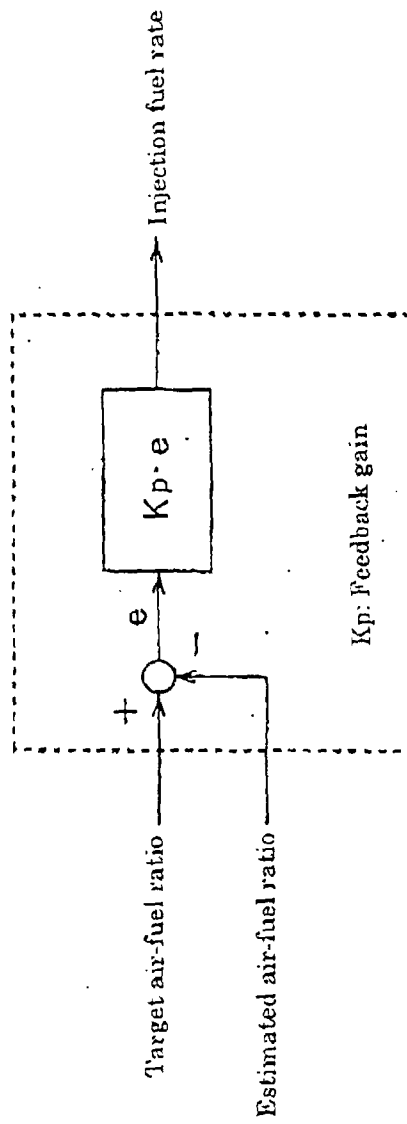 Target air-fuel ratio
Estimated air-fuel ratio
+
−
e
Kp·e
Injection fuel rate
Kp: Feedback gain